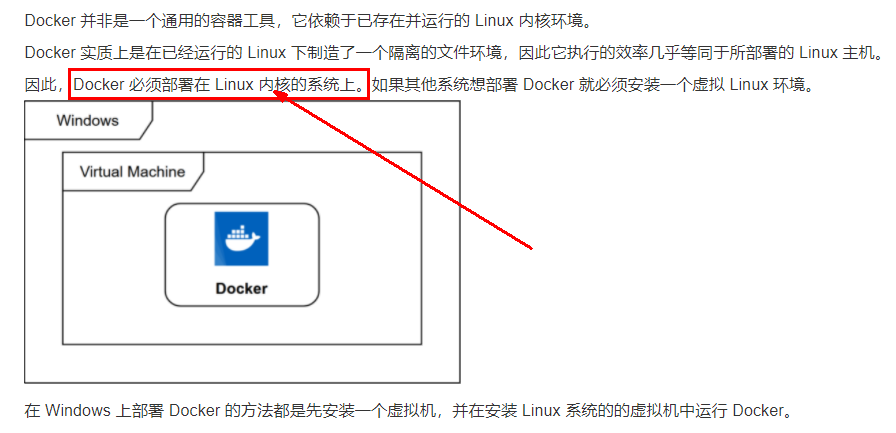 Docker 并非是一个通用的容器工具，它依赖于已存在并运行的 Linux 内核环境。
Docker 实质上是在已经运行的 Linux 下制造了一个隔离的文件环境，因此它执行的效率几乎等同于所部署的 Linux 主机。
因此，Docker 必须部署在 Linux 内核的系统上。如果其他系统想部署 Docker 就必须安装一个虚拟 Linux 环境。
Windows
Virtual Machine
Docker
在 Windows 上部署 Docker 的方法都是先安装一个虚拟机，并在安装 Linux 系统的的虚拟机中运行 Docker。